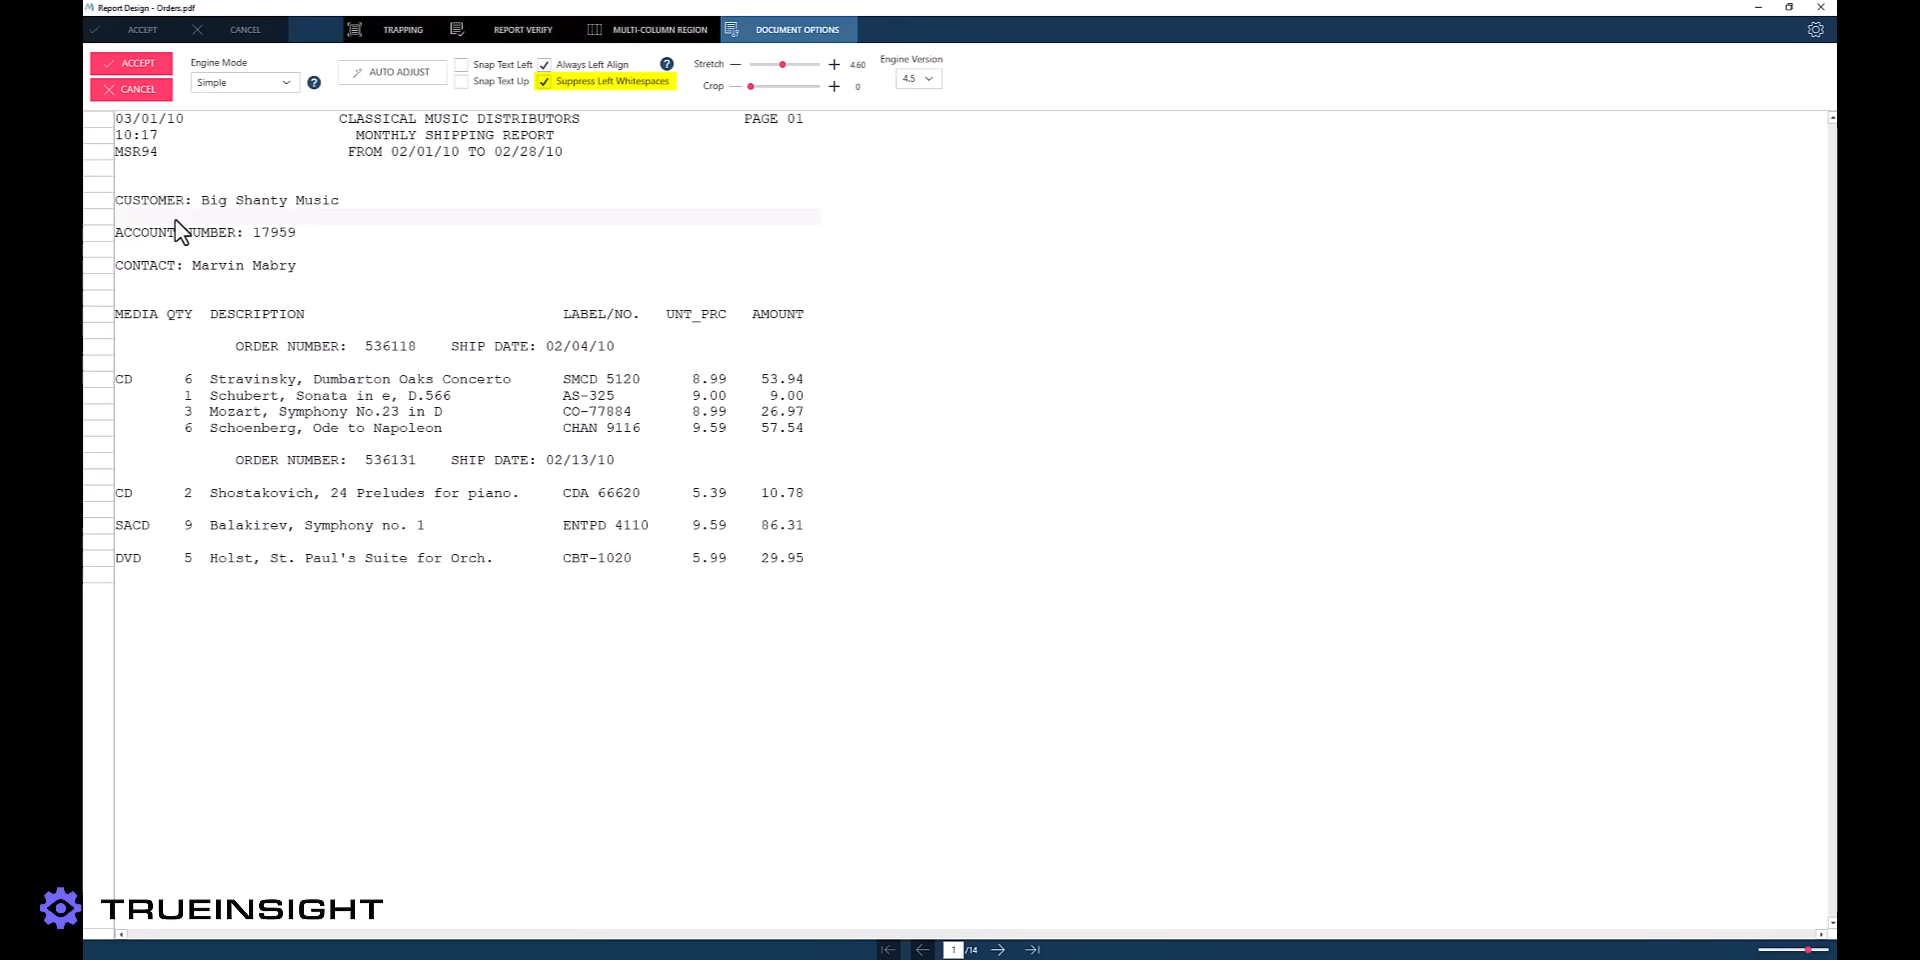 Report Design - Orders.pdf
ACCEPT CANCEL TRAPPING REPORT VERIFY MULTI-COLUMN REGION DOCUMENT OPTIONS
ACCEPT
CANCEL
Engine Mode
Simple
AUTO ADJUST
Snap Text Left Always Left Align
Snap Text Up Suppress Left Whitespaces
Stretch 4.60
Crop 0
Engine Version
4.5
03/01/10 CLASSICAL MUSIC DISTRIBUTORS PAGE 01
10:17 MONTHLY SHIPPING REPORT
MSR94 FROM 02/01/10 TO 02/28/10
CUSTOMER: Big Shanty Music
ACCOUNT NUMBER: 17959
CONTACT: Marvin Mabry
MEDIA QTY DESCRIPTION LABEL/NO. UNT_PRC AMOUNT
ORDER NUMBER: 536118 SHIP DATE: 02/04/10
CD 6 Stravinsky, Dumbarton Oaks Concerto SMCD 5120 8.99 53.94
1 Schubert, Sonata in e, D.566 AS-325 9.00 9.00
3 Mozart, Symphony No.23 in D CO-77884 8.99 26.97
6 Schoenberg, Ode to Napoleon CHAN 9116 9.59 57.54
ORDER NUMBER: 536131 SHIP DATE: 02/13/10
CD 2 Shostakovich, 24 Preludes for piano. CDA 66620 5.39 10.78
SACD 9 Balakirev, Symphony no. 1 ENTPD 4110 9.59 86.31
DVD 5 Holst, St. Paul's Suite for Orch. CBT-1020 5.99 29.95
TRUEINSIGHT
1 /14